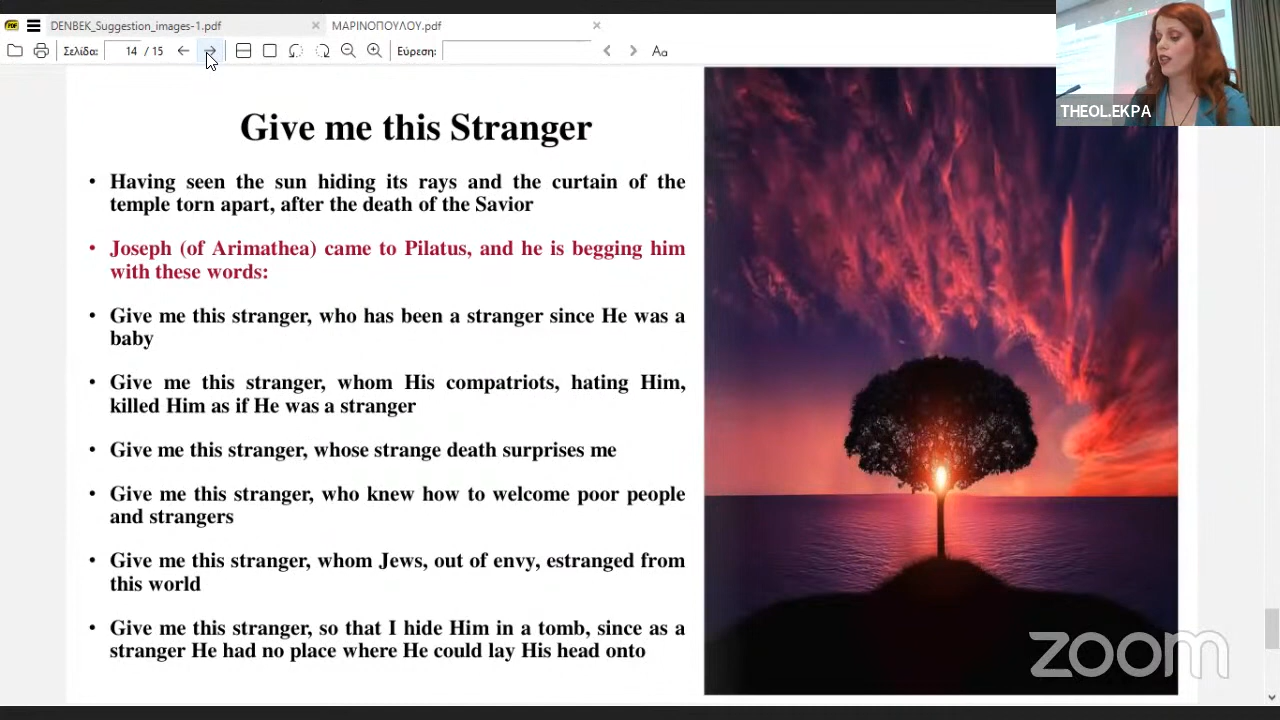 DENBEK_Suggestion_images-1.pdf
ΜΑΡΙΝΟΠΟΥΛΟΥ.pdf
Σελίδα: 14 / 15 Εύρεση: Aa
THEOL.EKPA
Give me this Stranger
• Having seen the sun hiding its rays and the curtain of the
temple torn apart, after the death of the Savior
• Joseph (of Arimathea) came to Pilatus, and he is begging him
with these words:
• Give me this stranger, who has been a stranger since He was a
baby
• Give me this stranger, whom His compatriots, hating Him,
killed Him as if He was a stranger
• Give me this stranger, whose strange death surprises me
• Give me this stranger, who knew how to welcome poor people
and strangers
• Give me this stranger, whom Jews, out of envy, estranged from
this world
• Give me this stranger, so that I hide Him in a tomb, since as a
stranger He had no place where He could lay His head onto
zoom